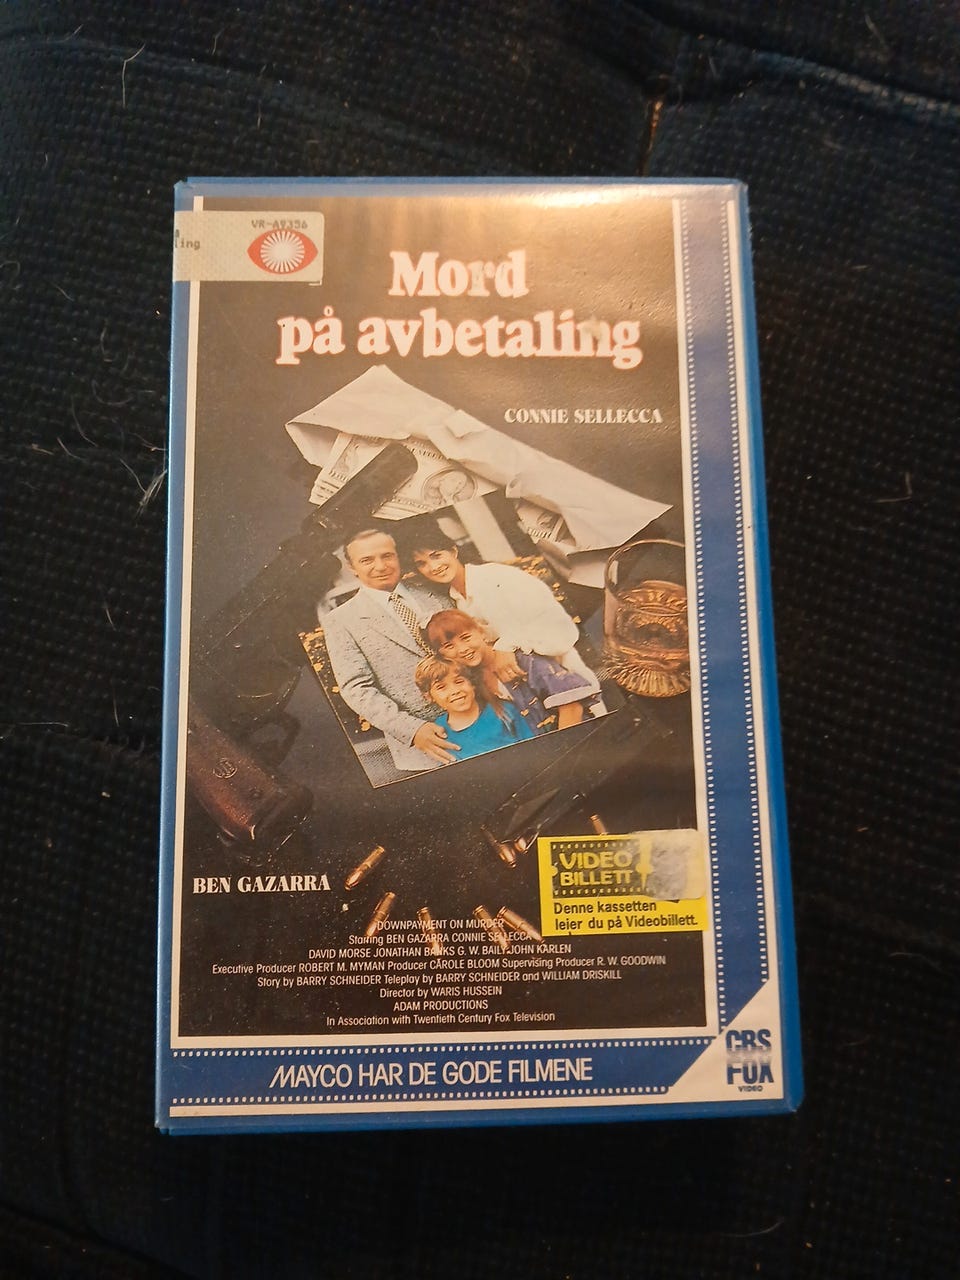 VR-A9356
ling
Mord
på avbetaling
CONNIE SELLECCA
BEN GAZARRA
VIDEO
BILLETT
Denne kassetten
leier du på Videobillett.
DOWNPAYMENT ON MURDER
Starring BEN GAZARRA CONNIE SELLECCA
DAVID MORSE JONATHAN BANKS G. W. BAILY JOHN KARLEN
Executive Producer ROBERT M. MYMAN Producer CAROLE BLOOM Supervising Producer R. W. GOODWIN
Story by BARRY SCHNEIDER Teleplay by BARRY SCHNEIDER and WILLIAM DRISKILL
Director by WARIS HUSSEIN
ADAM PRODUCTIONS
In Association with Twentieth Century Fox Television
MAYCO HAR DE GODE FILMENE
CBS
FOX
VIDEO